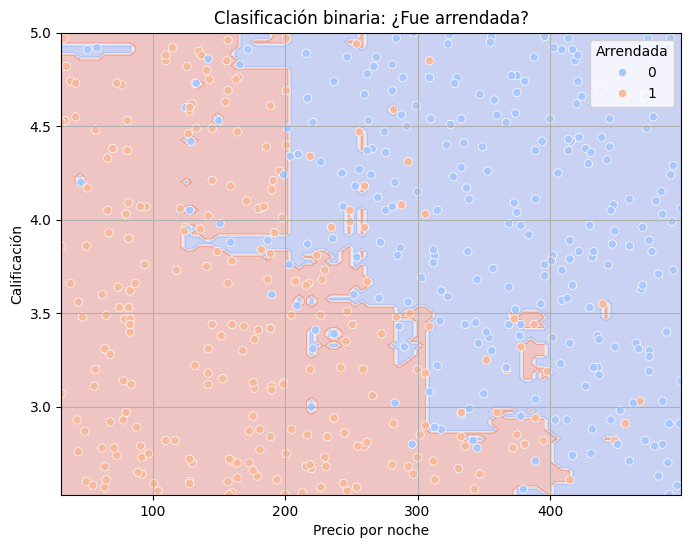 Clasificación binaria: ¿Fue arrendada?
Arrendada
0
1
5.0
4.5
4.0
3.5
3.0
Calificación
100
200
300
400
Precio por noche